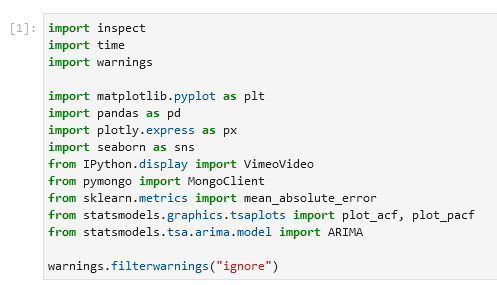 [1]: import inspect
import time
import warnings
import matplotlib.pyplot as plt
import pandas as pd
import plotly.express as px
import seaborn as sns
from IPython.display import VimeoVideo
from pymongo import MongoClient
from sklearn.metrics import mean_absolute_error
from statsmodels.graphics.tsaplots import plot_acf, plot_pacf
from statsmodels.tsa.arima.model import ARIMA
warnings.filterwarnings("ignore")